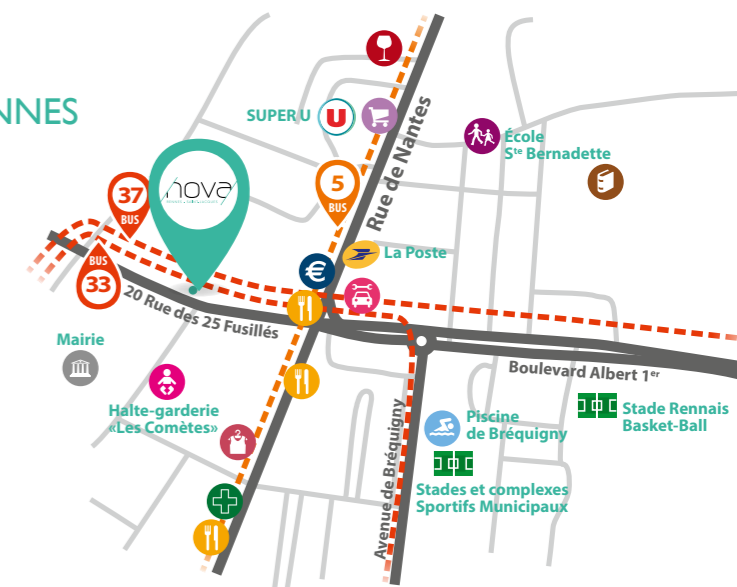 NNES
SUPER U
U
Rue de Nantes
École
Ste Bernadette
nova
37
BUS
5
BUS
BUS
33
La Poste
€
20 Rue des 25 Fusillés
Mairie
Boulevard Albert 1er
Halte-garderie
«Les Comètes»
Avenue de Bréquigny
Piscine
de Bréquigny
Stade Rennais
Basket-Ball
Stades et complexes
Sportifs Municipaux